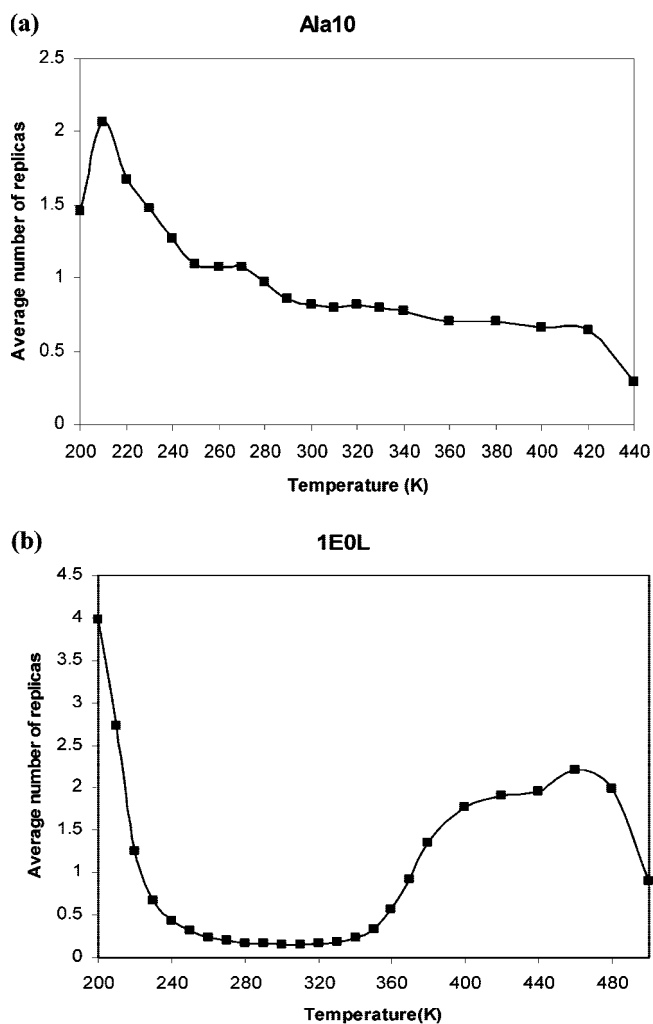 (a)
Ala10
Average number of replicas
2.5
2
1.5
1
0.5
0
200 220 240 260 280 300 320 340 360 380 400 420 440
Temperature (K)
(b)
1E0L
Average number of replicas
4.5
4
3.5
3
2.5
2
1.5
1
0.5
0
200 240 280 320 360 400 440 480
Temperature(K)